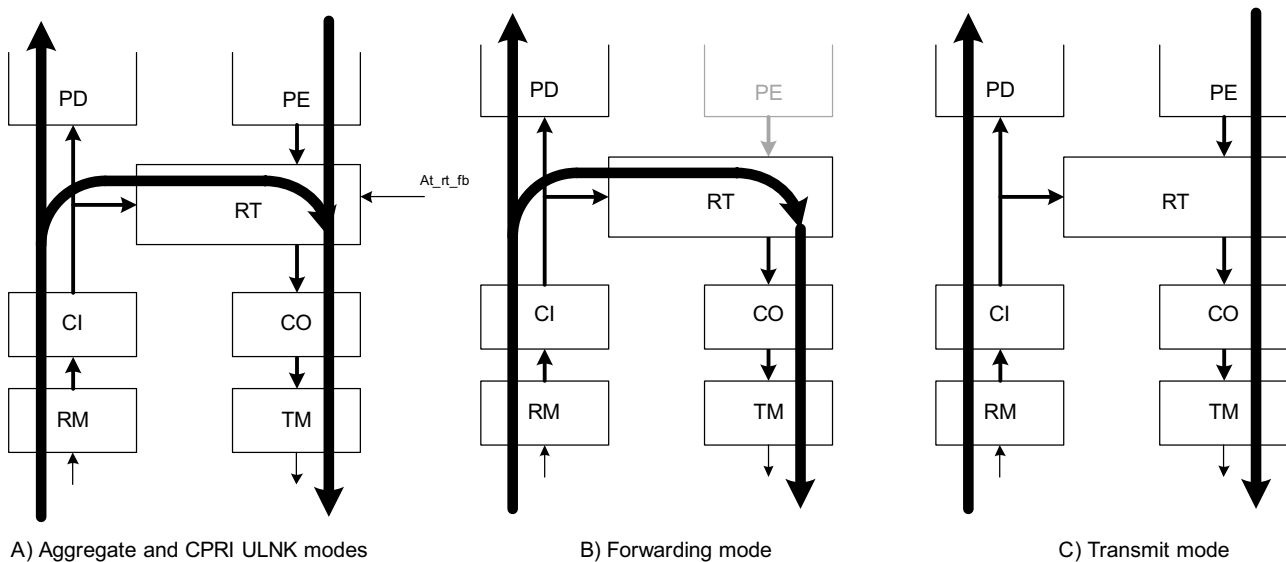 PD
PE
RT
At_rt_fb
CI
CO
RM
TM
A) Aggregate and CPRI ULNK modes
PD
PE
RT
CI
CO
RM
TM
B) Forwarding mode
PD
PE
RT
CI
CO
RM
TM
C) Transmit mode